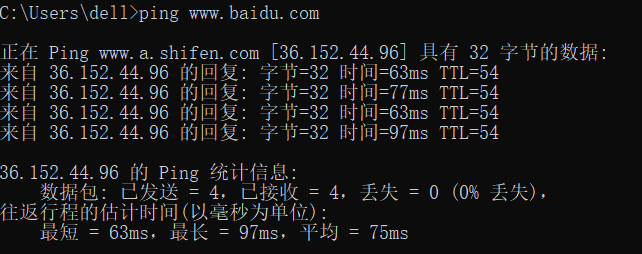 C:\Users\dell>ping www.baidu.com
正在 Ping www.a.shifen.com [36.152.44.96] 具有 32 字节的数据:
来自 36.152.44.96 的回复: 字节=32 时间=63ms TTL=54
来自 36.152.44.96 的回复: 字节=32 时间=77ms TTL=54
来自 36.152.44.96 的回复: 字节=32 时间=63ms TTL=54
来自 36.152.44.96 的回复: 字节=32 时间=97ms TTL=54
36.152.44.96 的 Ping 统计信息:
数据包: 已发送 = 4，已接收 = 4，丢失 = 0 (0% 丢失)，
往返行程的估计时间(以毫秒为单位):
最短 = 63ms，最长 = 97ms，平均 = 75ms